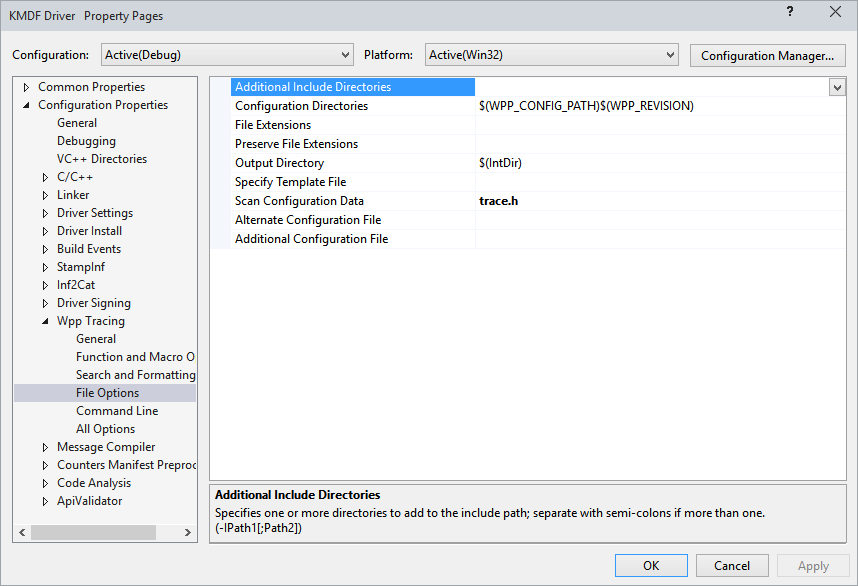 KMDF Driver Property Pages
?
Configuration: Active(Debug) Platform: Active(Win32) Configuration Manager...
Common Properties
Configuration Properties
General
Debugging
VC++ Directories
C/C++
Linker
Driver Settings
Driver Install
Build Events
StampInf
Inf2Cat
Driver Signing
Wpp Tracing
General
Function and Macro O
Search and Formatting
File Options
Command Line
All Options
Message Compiler
Counters Manifest Preproc
Code Analysis
ApiValidator
Additional Include Directories
Configuration Directories $(WPP_CONFIG_PATH)$(WPP_REVISION)
File Extensions
Preserve File Extensions
Output Directory $(IntDir)
Specify Template File
Scan Configuration Data trace.h
Alternate Configuration File
Additional Configuration File
Additional Include Directories
Specifies one or more directories to add to the include path; separate with semi-colons if more than one.
(-IPath1[;Path2])
OK Cancel Apply